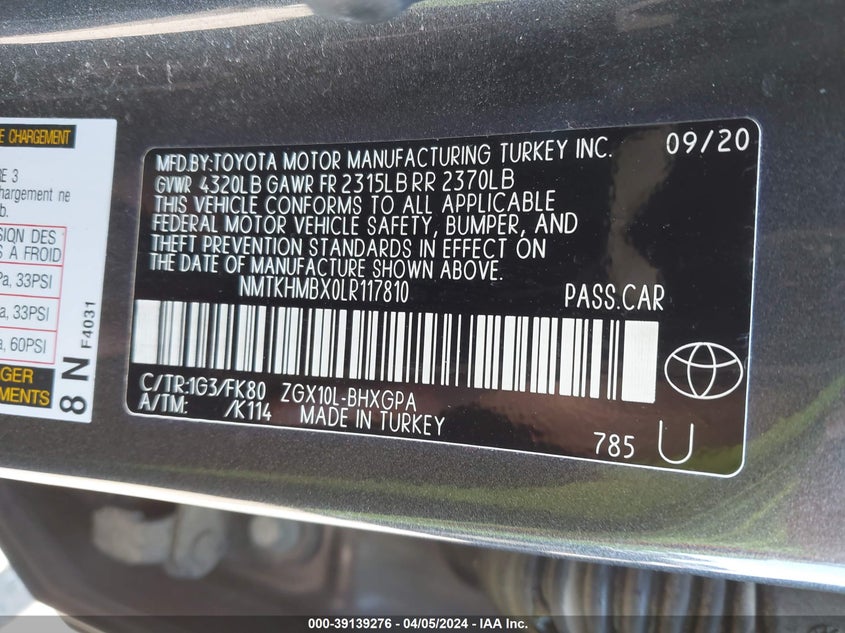 E CHARGEMENT
RE 3
chargement ne
b.
SION DES
S A FROID
Pa, 33PSI
a, 33PSI
a, 60PSI
AGER
EMENTS
8 N F4031
MFD.BY:TOYOTA MOTOR MANUFACTURING TURKEY INC. 09/20
GVWR 4320LB GAWR FR 2315LB RR 2370LB
THIS VEHICLE CONFORMS TO ALL APPLICABLE
FEDERAL MOTOR VEHICLE SAFETY, BUMPER, AND
THEFT PREVENTION STANDARDS IN EFFECT ON
THE DATE OF MANUFACTURE SHOWN ABOVE.
NMTKHMBX0LR117810 PASS.CAR
C/TR:1G3/FK80 ZGX10L-BHXGPA
A/TM: /K114 MADE IN TURKEY
785 U
000-39139276 - 04/05/2024 - IAA Inc.